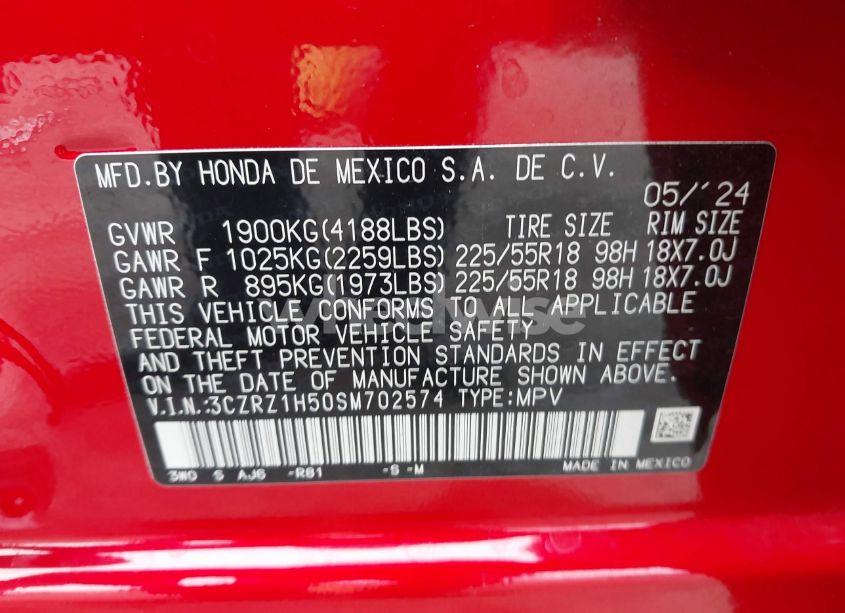 MFD.BY HONDA DE MEXICO S.A. DE C.V.
05/'24
GVWR 1900KG(4188LBS) TIRE SIZE RIM SIZE
GAWR F 1025KG(2259LBS) 225/55R18 98H 18X7.0J
GAWR R 895KG(1973LBS) 225/55R18 98H 18X7.0J
THIS VEHICLE CONFORMS TO ALL APPLICABLE
FEDERAL MOTOR VEHICLE SAFETY
AND THEFT PREVENTION STANDARDS IN EFFECT
ON THE DATE OF MANUFACTURE SHOWN ABOVE.
V.I.N.:3CZRZ1H50SM702574 TYPE:MPV
3W0 S AJ6 -R81 -S -M
MADE IN MEXICO